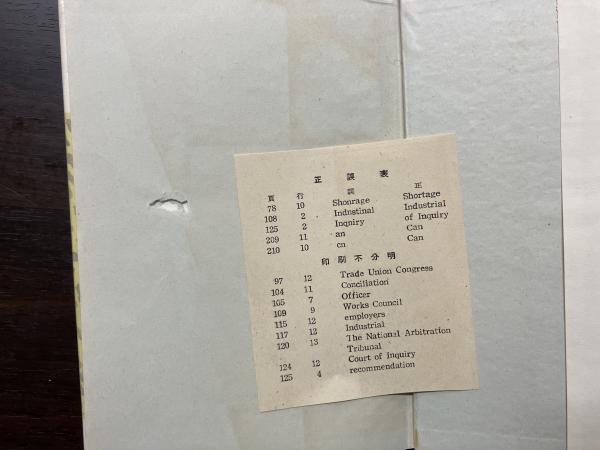 正誤表
頁 行 誤 正
78 10 Shonrage Shortage
108 2 Indnstinal Industrial
125 2 Inqniry of Inquiry
209 11 an Can
210 10 cn Can
印刷不分明
97 12 Trade Union Congress
104 11 Conciliation
105 7 Officer
109 9 Works Council
115 12 employers
117 12 Industrial
120 13 The National Arbitration
Tribunal
124 12 Court of Inquiry
125 4 recommendation